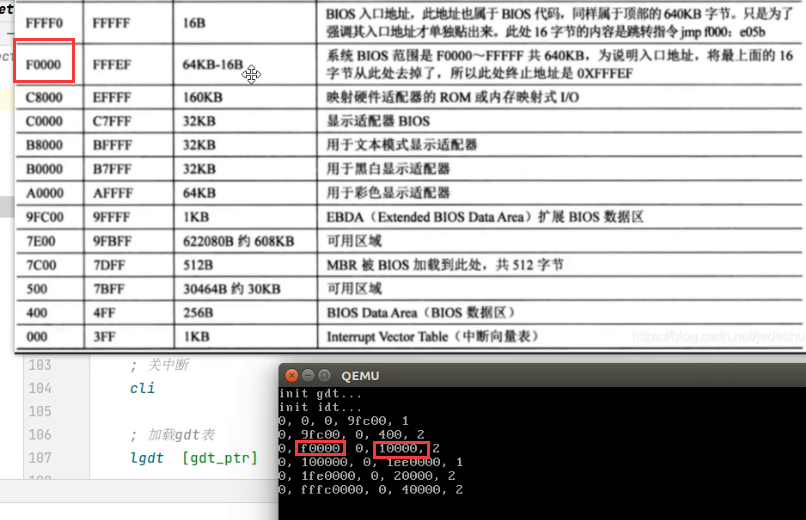 et
FFFF0 FFFFF 16B BIOS 入口地址，此地址也属于 BIOS 代码，同样属于顶部的 640KB 字节。只是为了
强调其入口地址才单独贴出来。此处 16 字节的内容是跳转指令 jmp f000：e05b
F0000 FFFEF 64KB-16B 系统 BIOS 范围是 F0000～FFFFF 共 640KB，为说明入口地址，将最上面的 16
字节从此处去掉了，所以此处终止地址是 0XFFFEF
C8000 EFFFF 160KB 映射硬件适配器的 ROM 或内存映射式 I/O
C0000 C7FFF 32KB 显示适配器 BIOS
B8000 BFFFF 32KB 用于文本模式显示适配器
B0000 B7FFF 32KB 用于黑白显示适配器
A0000 AFFFF 64KB 用于彩色显示适配器
9FC00 9FFFF 1KB EBDA（Extended BIOS Data Area）扩展 BIOS 数据区
7E00 9FBFF 622080B 约 608KB 可用区域
7C00 7DFF 512B MBR 被 BIOS 加载到此处，共 512 字节
500 7BFF 30464B 约 30KB 可用区域
400 4FF 256B BIOS Data Area（BIOS 数据区）
000 3FF 1KB Interrupt Vector Table（中断向量表）
103 ; 关中断
104 cli
105
106 ; 加载gdt表
107 lgdt [gdt_ptr]
108
QEMU
init gdt...
init idt...
0, 0, 0, 9fc00, 1
0, 9fc00, 0, 400, 2
0, f0000, 0, 10000, 2
0, 100000, 0, 1ee0000, 1
0, 1fe0000, 0, 20000, 2
0, fffc0000, 0, 40000, 2